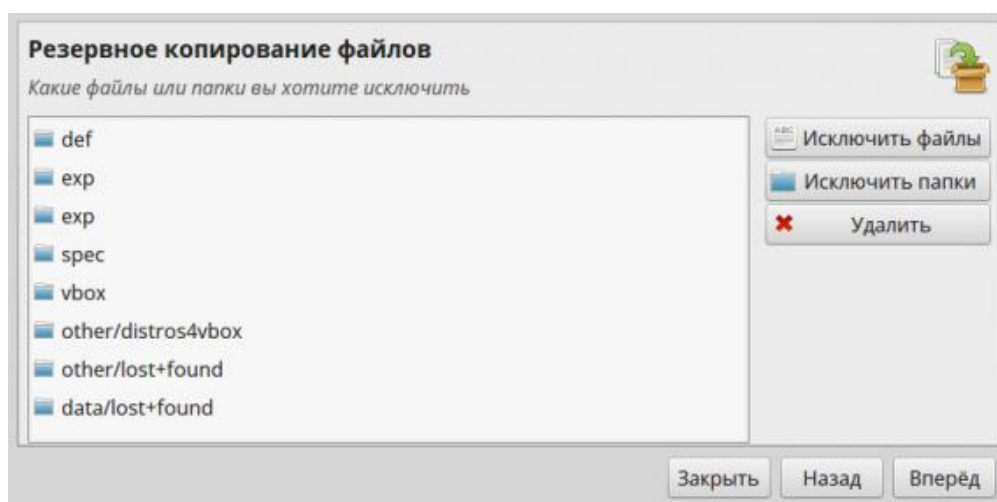 Резервное копирование файлов
Какие файлы или папки вы хотите исключить
def
exp
exp
spec
vbox
other/distros4vbox
other/lost+found
data/lost+found
ABC
Исключить файлы
Исключить папки
Удалить
Закрыть
Назад
Вперёд